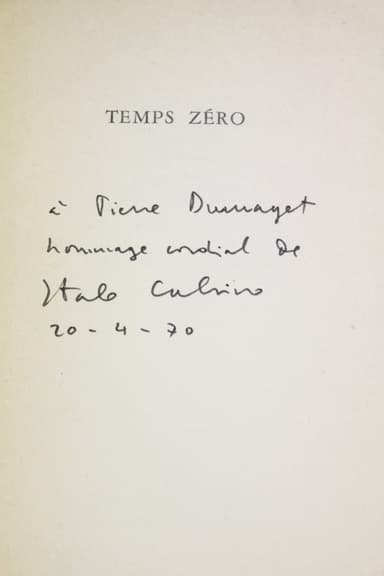 TEMPS ZÉRO
à Pierre Dumayet
hommage cordial de
Italo Calvino
20 - 4 - 70